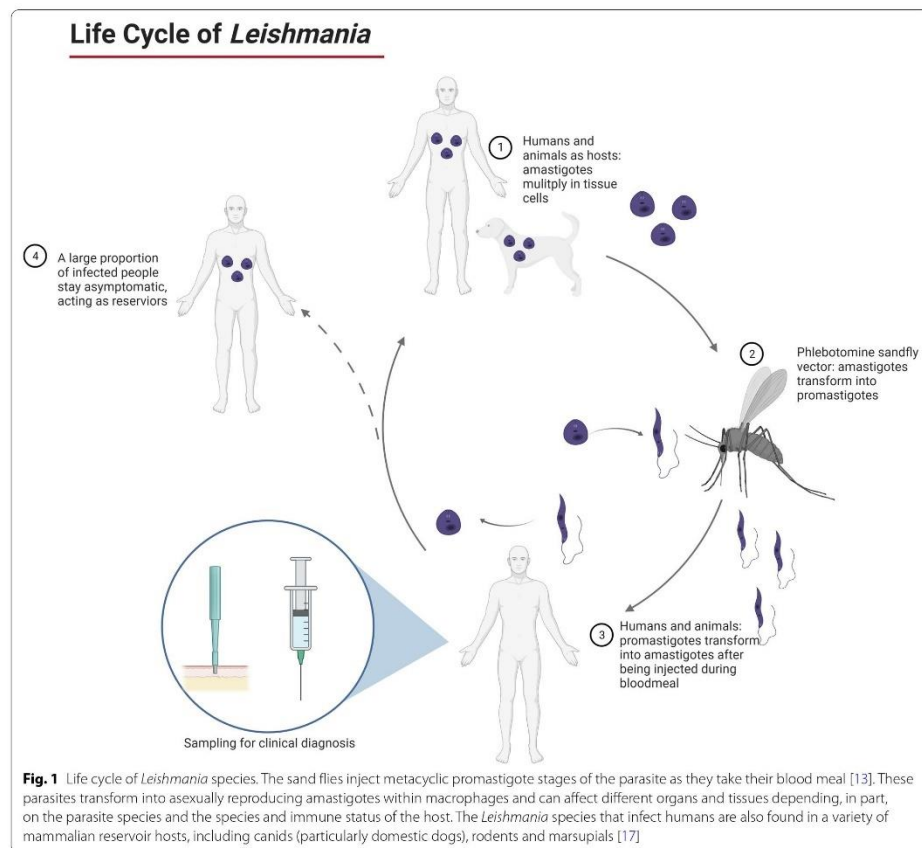 Life Cycle of Leishmania
1
Humans and
animals as hosts:
amastigotes
mulitply in tissue
cells
4
A large proportion
of infected people
stay asymptomatic,
acting as reserviors
2
Phlebotomine sandfly
vector: amastigotes
transform into
promastigotes
3
Humans and animals:
promastigotes transform
into amastigotes after
being injected during
bloodmeal
Sampling for clinical diagnosis
Fig. 1 Life cycle of Leishmania species. The sand flies inject metacyclic promastigote stages of the parasite as they take their blood meal [13]. These
parasites transform into asexually reproducing amastigotes within macrophages and can affect different organs and tissues depending, in part,
on the parasite species and the species and immune status of the host. The Leishmania species that infect humans are also found in a variety of
mammalian reservoir hosts, including canids (particularly domestic dogs), rodents and marsupials [17]